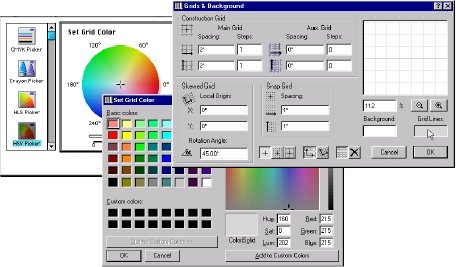 Grids & Background
Construction Grid
Main Grid
Aux. Grid
Spacing:
Steps:
Spacing:
Steps:
2'
1
0"
0
2'
1
0"
0
Skewed Grid
Local Origin:
X:
0"
Y:
0"
Rotation Angle:
45.00°
Snap Grid
Spacing:
1"
1"
112
%
Background:
Grid Lines:
Cancel
OK
CMYK Picker
Crayon Picker
HLS Picker
HSV Picker
Set Grid Color
120°
60°
180°
240°
Set Grid Color
Basic colors:
Custom colors:
Define Custom Colors >>
OK
Cancel
Color|Solid
Hue:
160
Sat:
0
Lum:
202
Red:
215
Green:
215
Blue:
215
Add to Custom Colors